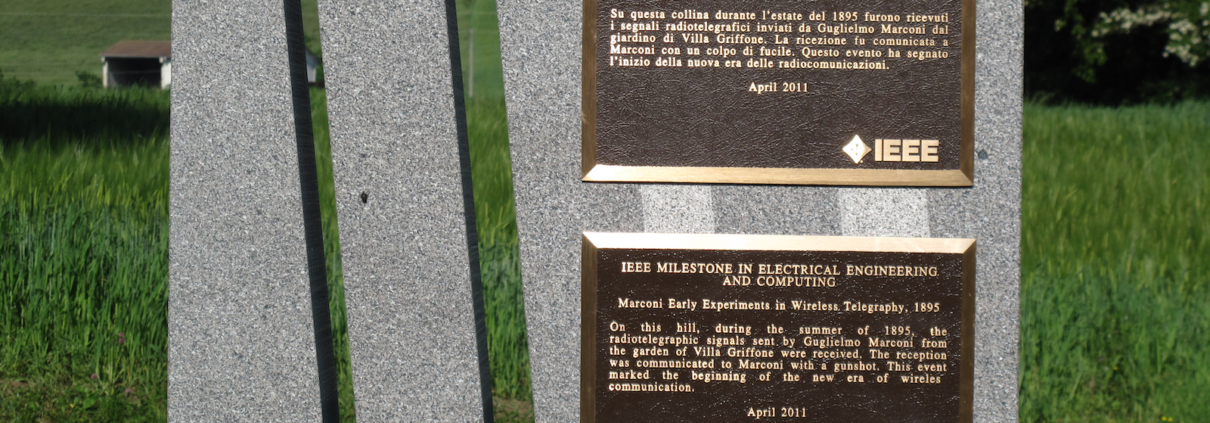 Su questa collina durante l'estate del 1895 furono ricevuti
i segnali radiotelegrafici inviati da Guglielmo Marconi dal
giardino di Villa Griffone. La ricezione fu comunicata a
Marconi con un colpo di fucile. Questo evento ha segnato
l'inizio della nuova era delle radiocomunicazioni.
April 2011
IEEE
IEEE MILESTONE IN ELECTRICAL ENGINEERING
AND COMPUTING
Marconi Early Experiments in Wireless Telegraphy, 1895
On this hill, during the summer of 1895, the
radiotelegraphic signals sent by Guglielmo Marconi from
the garden of Villa Griffone were received. The reception
was communicated to Marconi with a gunshot. This event
marked the beginning of the new era of wireles
communication.
April 2011